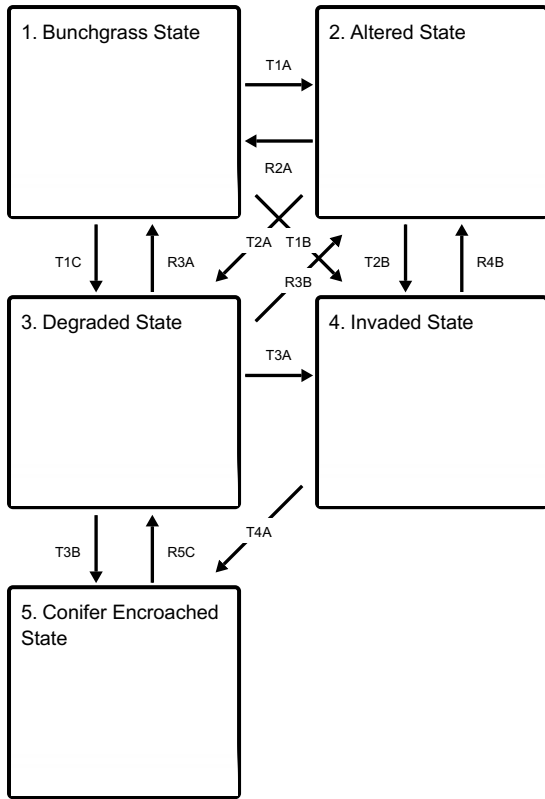 1. Bunchgrass State
2. Altered State
T1A
R2A
T2A
T1B
T1C
R3A
R3B
T2B
R4B
3. Degraded State
4. Invaded State
T3A
T4A
T3B
R5C
5. Conifer Encroached
State